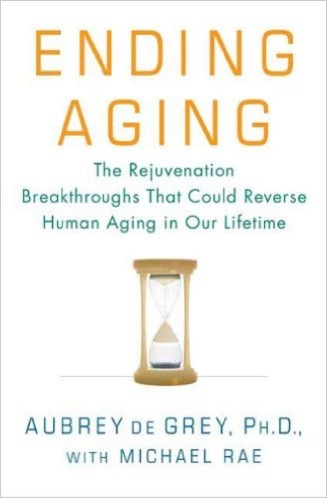 ENDING
AGING
The Rejuvenation
Breakthroughs That Could Reverse
Human Aging in Our Lifetime
AUBREY DE GREY, PH.D.,
WITH MICHAEL RAE